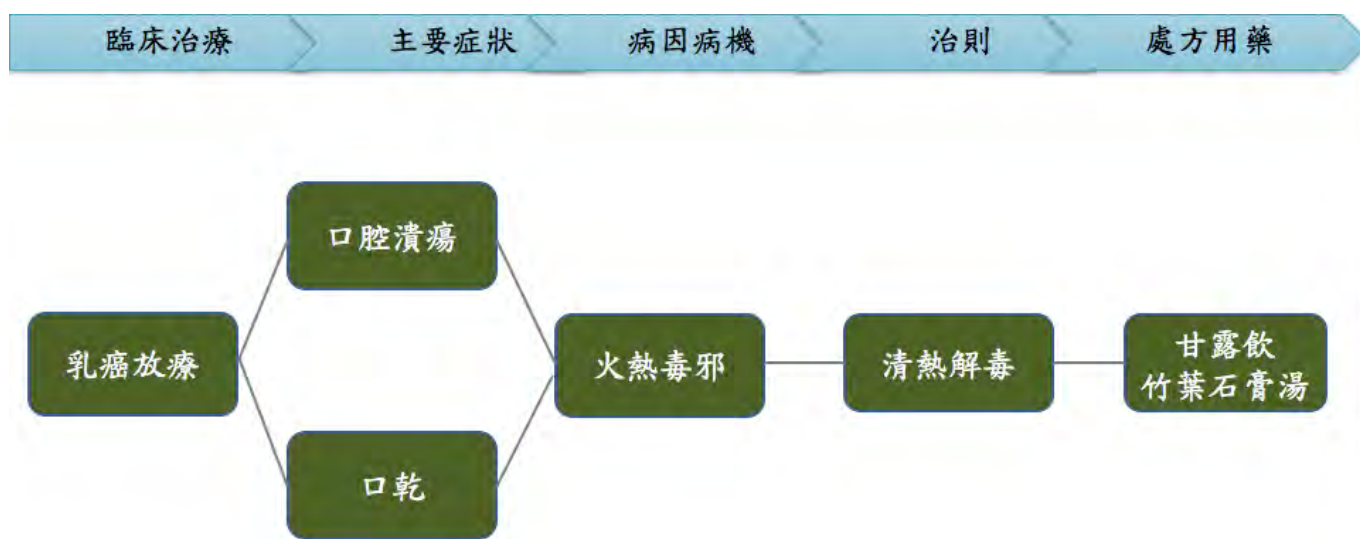 臨床治療
主要症狀
病因病機
治則
處方用藥
口腔潰瘍
乳癌放療
火熱毒邪
清熱解毒
甘露飲
竹葉石膏湯
口乾